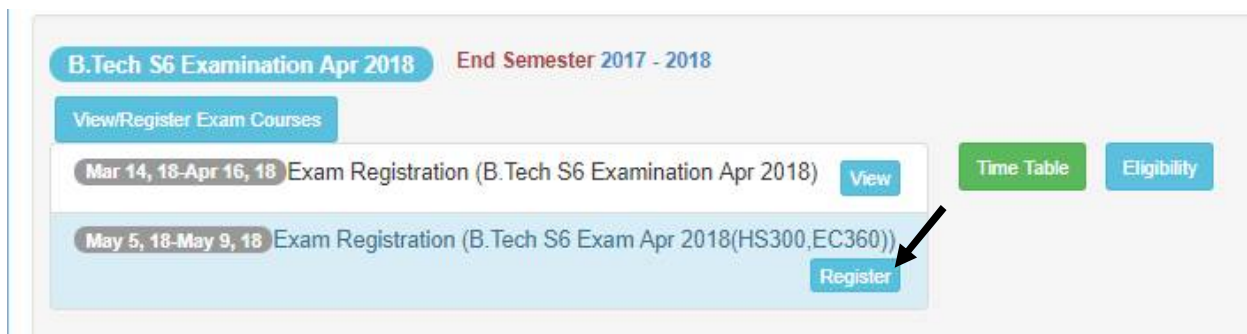 B.Tech S6 Examination Apr 2018 End Semester 2017 - 2018
View/Register Exam Courses
Mar 14, 18-Apr 16, 18 Exam Registration (B.Tech S6 Examination Apr 2018) View Time Table Eligibility
May 5, 18-May 9, 18 Exam Registration (B.Tech S6 Exam Apr 2018(HS300,EC360))
Register